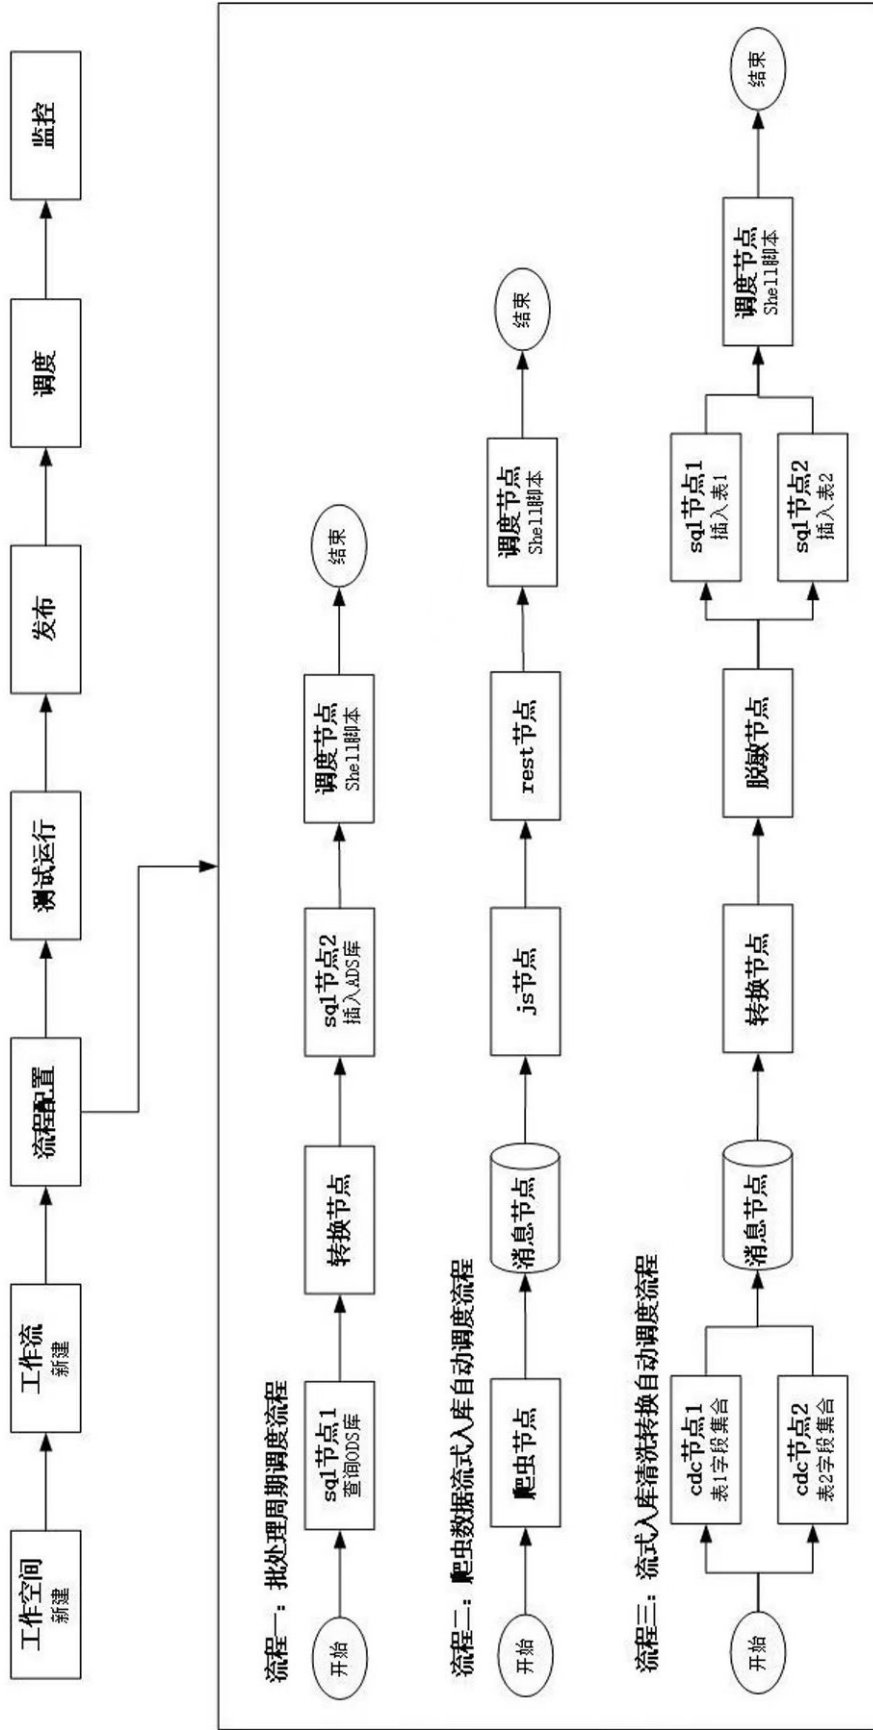 工作空间
新建
工作流
新建
流程配置
测试运行
发布
调度
监控
流程一：批处理周期调度流程
开始
sql节点1
查询ODS库
转换节点
sql节点2
插入ADS库
调度节点
Shell脚本
结束
流程二：爬虫数据流式入库自动调度流程
开始
爬虫节点
消息节点
js节点
rest节点
调度节点
Shell脚本
结束
流程三：流式入库清洗转换自动调度流程
开始
cdc节点1
表1字段集合
cdc节点2
表2字段集合
消息节点
转换节点
脱敏节点
sql节点1
插入表1
sql节点2
插入表2
调度节点
Shell脚本
结束